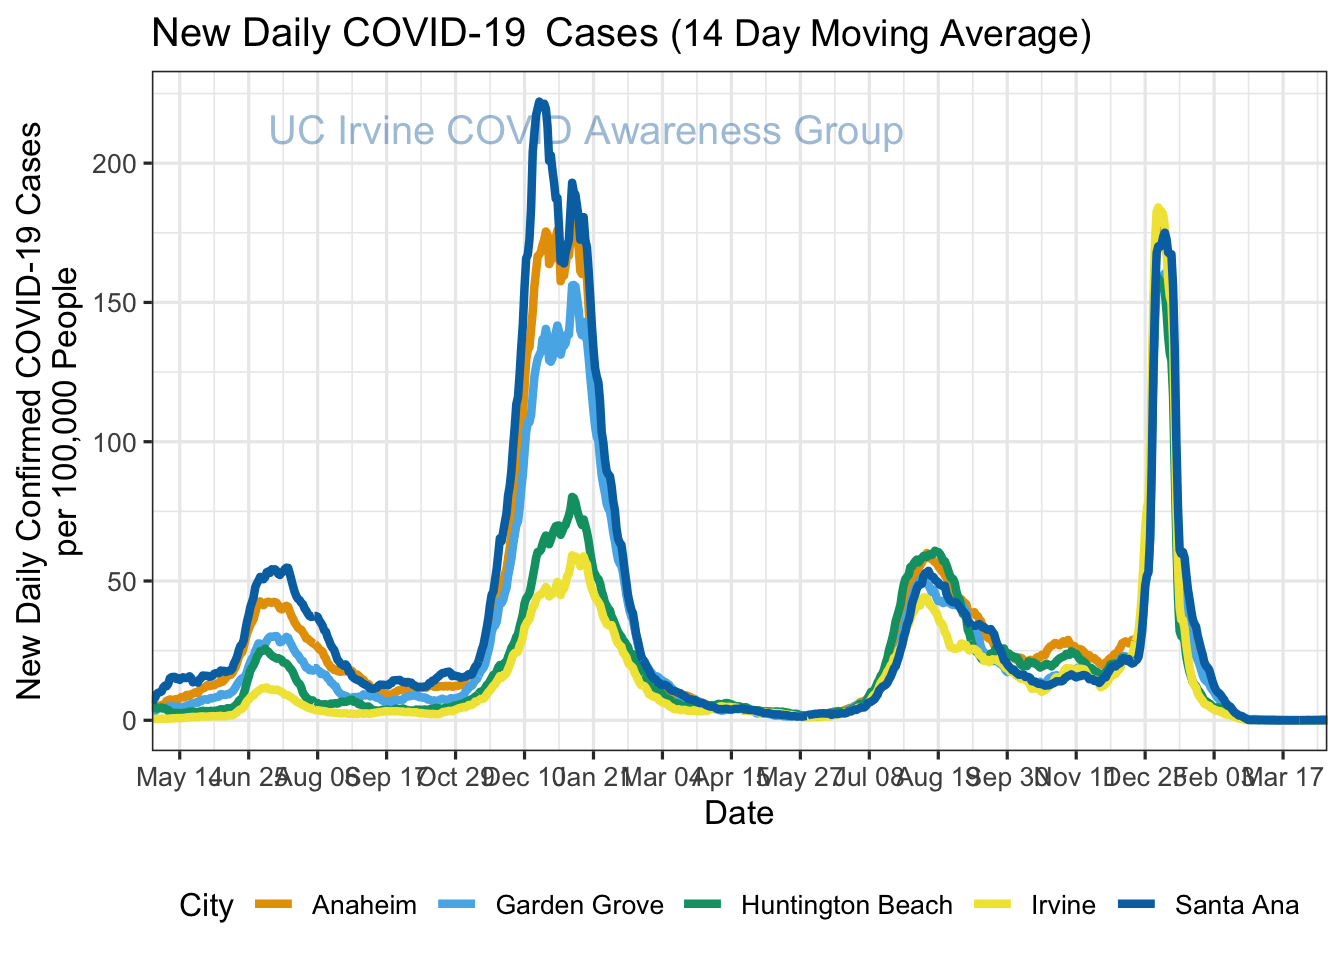 New Daily COVID-19 Cases (14 Day Moving Average)
UC Irvine COVID Awareness Group
New Daily Confirmed COVID-19 Cases
per 100,000 People
200
150
100
50
0
May 14 Jun 25 Aug 06 Sep 17 Oct 29 Dec 10 Jan 21 Mar 04 Apr 15 May 27 Jul 08 Aug 19 Sep 30 Nov 11 Dec 23 Feb 03 Mar 17
Date
City Anaheim Garden Grove Huntington Beach Irvine Santa Ana